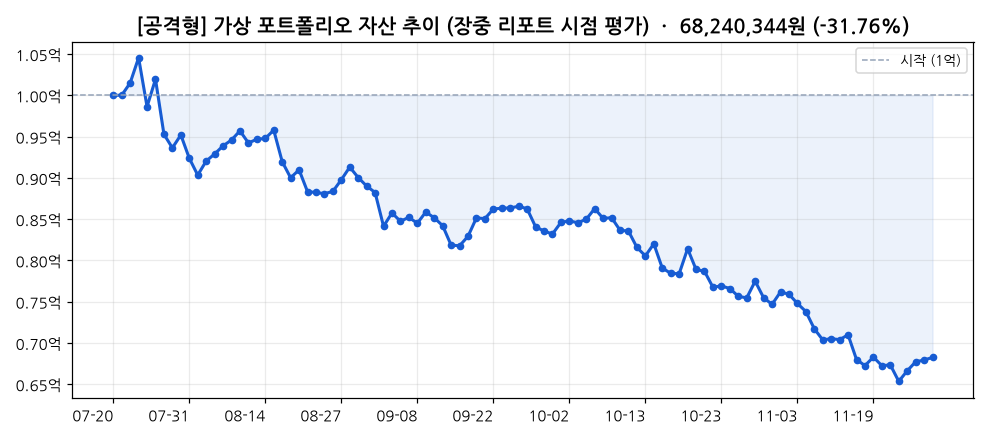 [공격형] 가상 포트폴리오 자산 추이 (장중 리포트 시점 평가) · 68,240,344원 (-31.76%)
시작 (1억)
1.05억
1.00억
0.95억
0.90억
0.85억
0.80억
0.75억
0.70억
0.65억
07-20 07-31 08-14 08-27 09-08 09-22 10-02 10-13 10-23 11-03 11-19